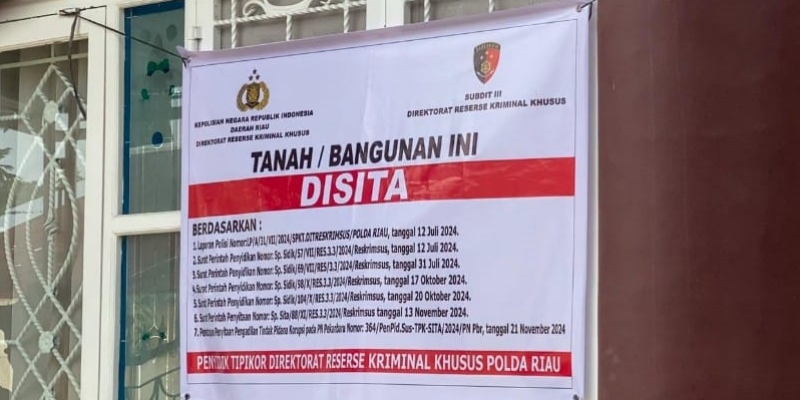 KEPOLISIAN NEGARA REPUBLIK INDONESIA
DAERAH RIAU
DIREKTORAT RESERSE KRIMINAL KHUSUS
SUBDIT III
DIREKTORAT RESERSE KRIMINAL KHUSUS
TANAH / BANGUNAN INI
DISITA
BERDASARKAN :
1. Laporan Polisi Nomor:LP/A/31/VII/2024/SPKT.DITRESKRIMSUS/POLDA RIAU, tanggal 12 Juli 2024.
2. Surat Perintah Penyidikan Nomor: Sp. Sidik/57/VII/RES.3.3/2024/Reskrimsus, tanggal 12 Juli 2024.
3. Surat Perintah Penyidikan Nomor: Sp. Sidik/69/VII/RES/3.3/2024/Reskrimsus, tanggal 31 Juli 2024.
4. Surat Perintah Penyidikan Nomor: Sp. Sidik/98/X/RES.3.3/2024/Reskrimsus, tanggal 17 Oktober 2024.
5. Surat Perintah Penyidikan Nomor: Sp. Sidik/104/X/RES.3.3/2024/Reskrimsus, tanggal 20 Oktober 2024.
6. Surat Perintah Penyitaan Nomor: Sp. Sita/88/XI/RES.3.3/2024/Reskrimsus tanggal 13 November 2024.
7. Penetapan Penyitaan Pengadilan Tindak Pidana Korupsi pada PN Pekanbaru Nomor: 364/PenPid.Sus-TPK-SITA/2024/PN Pbr, tanggal 21 November 2024
PENYIDIK TIPIKOR DIREKTORAT RESERSE KRIMINAL KHUSUS POLDA RIAU